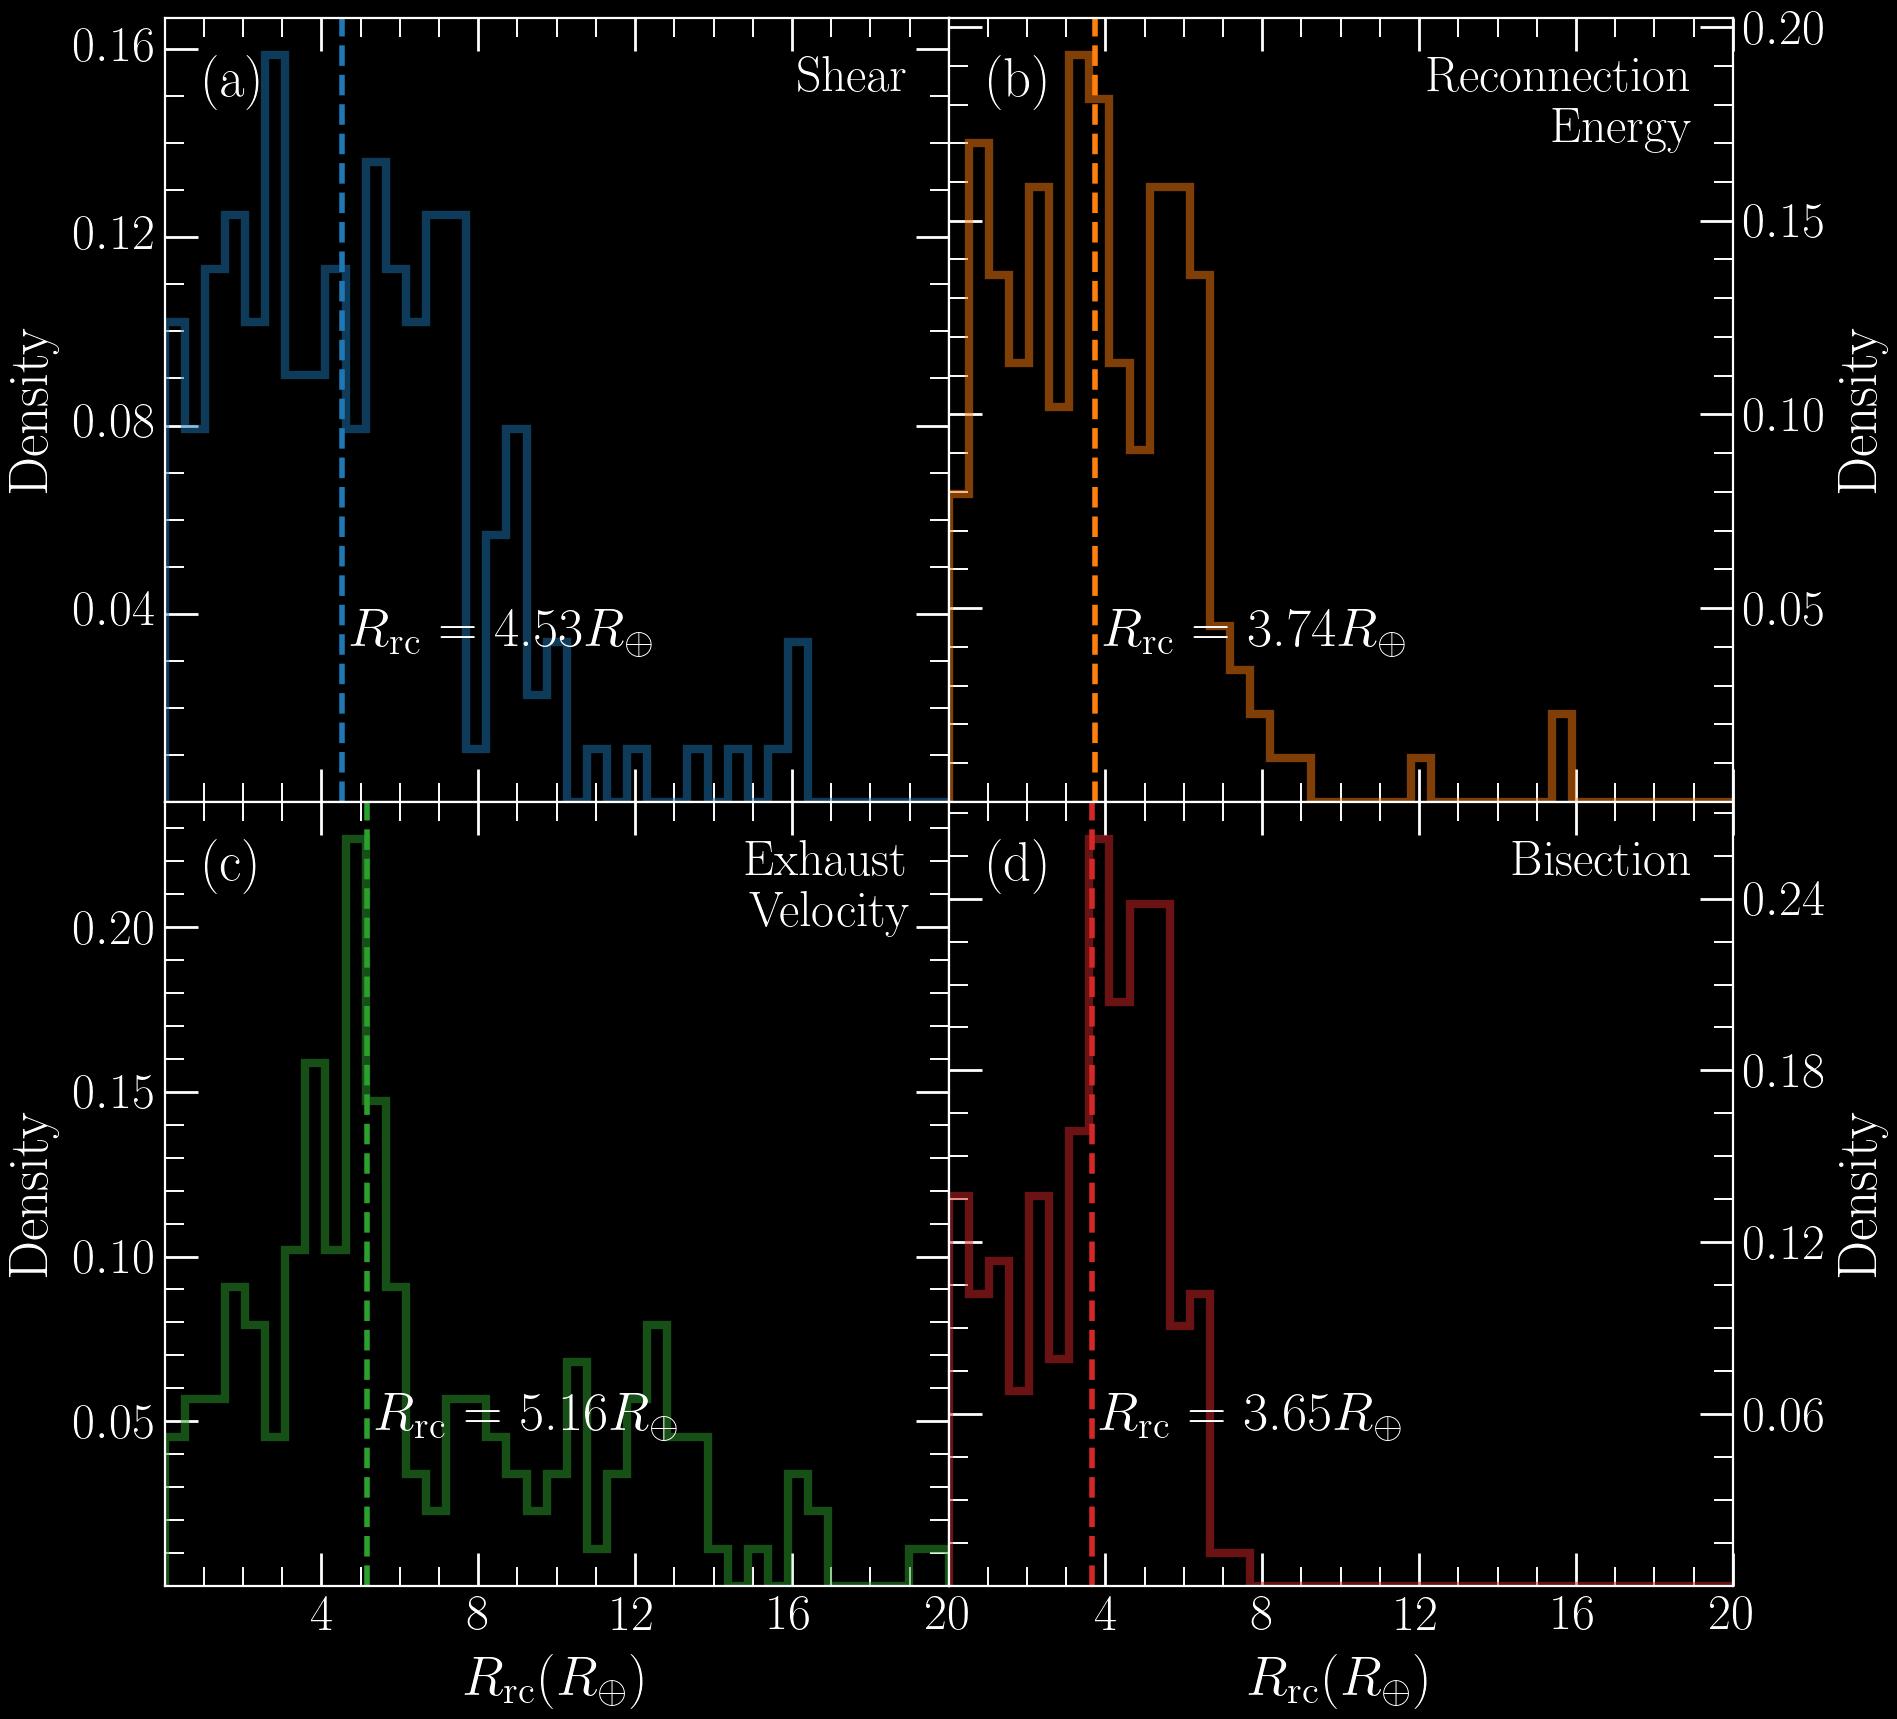 (a)
Shear
0.16
0.12
0.08
0.04
Density
R_rc = 4.53R_⊕
(b)
Reconnection
Energy
0.20
0.15
0.10
0.05
Density
R_rc = 3.74R_⊕
(c)
Exhaust
Velocity
0.20
0.15
0.10
0.05
Density
R_rc = 5.16R_⊕
4 8 12 16 20
R_rc(R_⊕)
(d)
Bisection
0.24
0.18
0.12
0.06
Density
R_rc = 3.65R_⊕
4 8 12 16 20
R_rc(R_⊕)